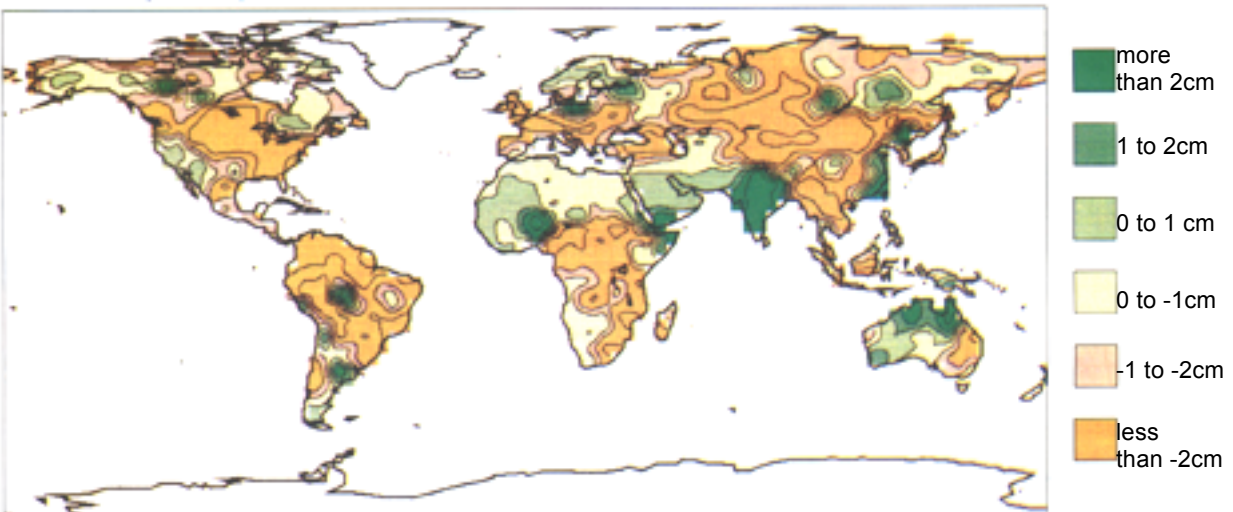 more
than 2cm
1 to 2cm
0 to 1 cm
0 to -1cm
-1 to -2cm
less
than -2cm